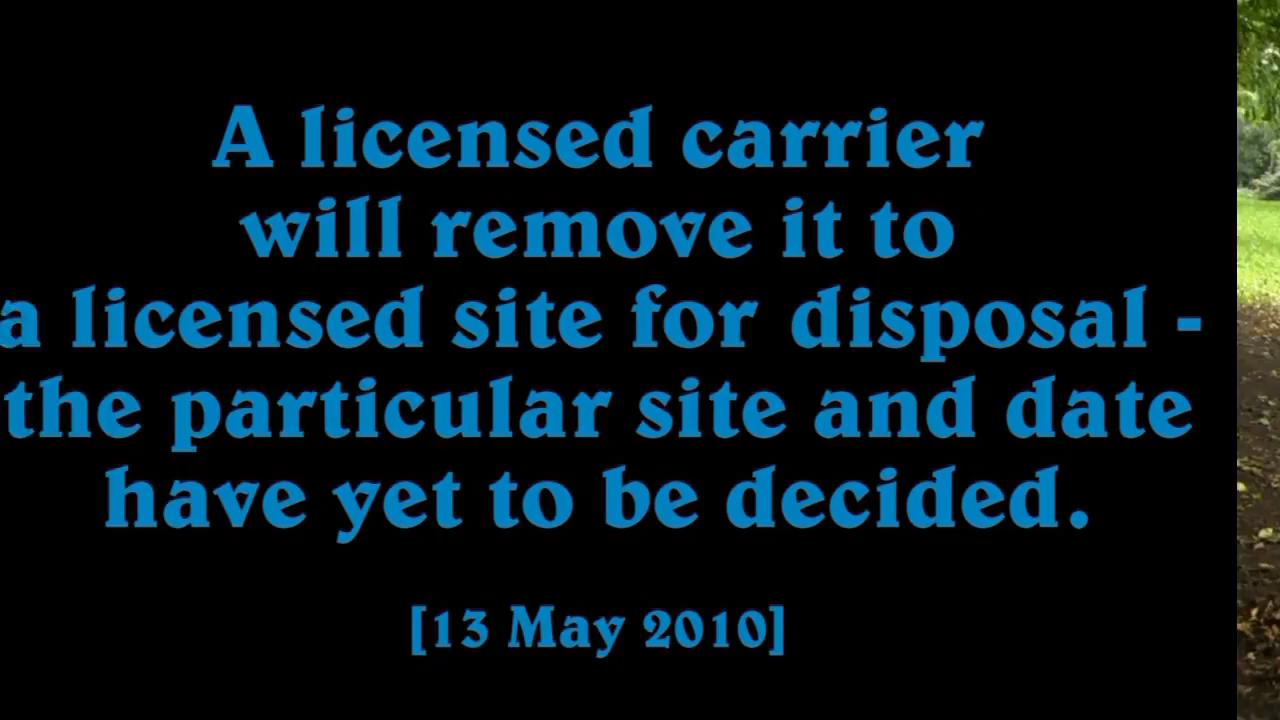 A licensed carrier
will remove it to
a licensed site for disposal -
the particular site and date
have yet to be decided.
[13 May 2010]